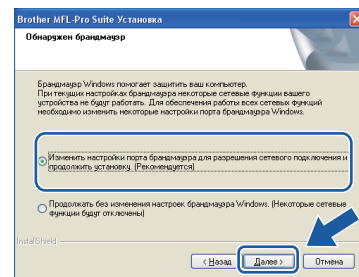 Brother MFL-Pro Suite Установка
Обнаружен брандмауэр
Брандмауэр Windows помогает защитить ваш компьютер.
При текущих настройках брандмауэра некоторые сетевые функции вашего
устройства не будут работать. Для обеспечения работы всех сетевых функций
необходимо изменить некоторые настройки порта брандмауэра Windows.
Изменить настройки порта брандмауэра для разрешения сетевого подключения и
продолжить установку. (Рекомендуется)
Продолжать без изменения настроек брандмауэра Windows. (Некоторые сетевые
функции будут отключены)
InstallShield
< Назад Далее > Отмена